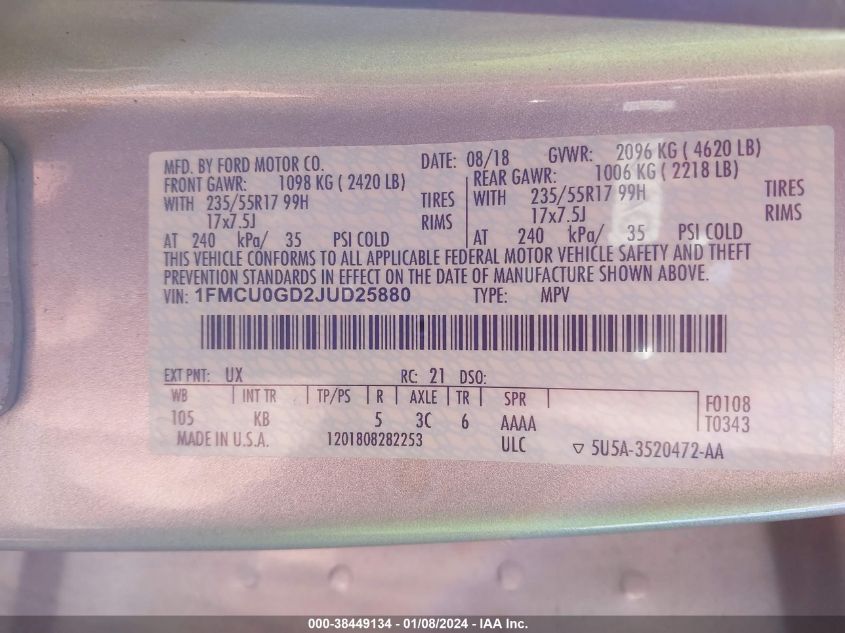 MFD. BY FORD MOTOR CO. DATE: 08/18 GVWR: 2096 KG ( 4620 LB)
FRONT GAWR: 1098 KG ( 2420 LB) REAR GAWR: 1006 KG ( 2218 LB)
WITH 235/55R17 99H TIRES WITH 235/55R17 99H TIRES
17x7.5J RIMS 17x7.5J RIMS
AT 240 kPa/ 35 PSI COLD AT 240 kPa/ 35 PSI COLD
THIS VEHICLE CONFORMS TO ALL APPLICABLE FEDERAL MOTOR VEHICLE SAFETY AND THEFT
PREVENTION STANDARDS IN EFFECT ON THE DATE OF MANUFACTURE SHOWN ABOVE.
VIN: 1FMCU0GD2JUD25880 TYPE: MPV
EXT PNT: UX RC: 21 DSO:
WB INT TR TP/PS R AXLE TR SPR F0108
105 KB 5 3C 6 AAAA T0343
MADE IN U.S.A. 1201808282253 ULC ▽ 5U5A-3520472-AA
000-38449134 - 01/08/2024 - IAA Inc.